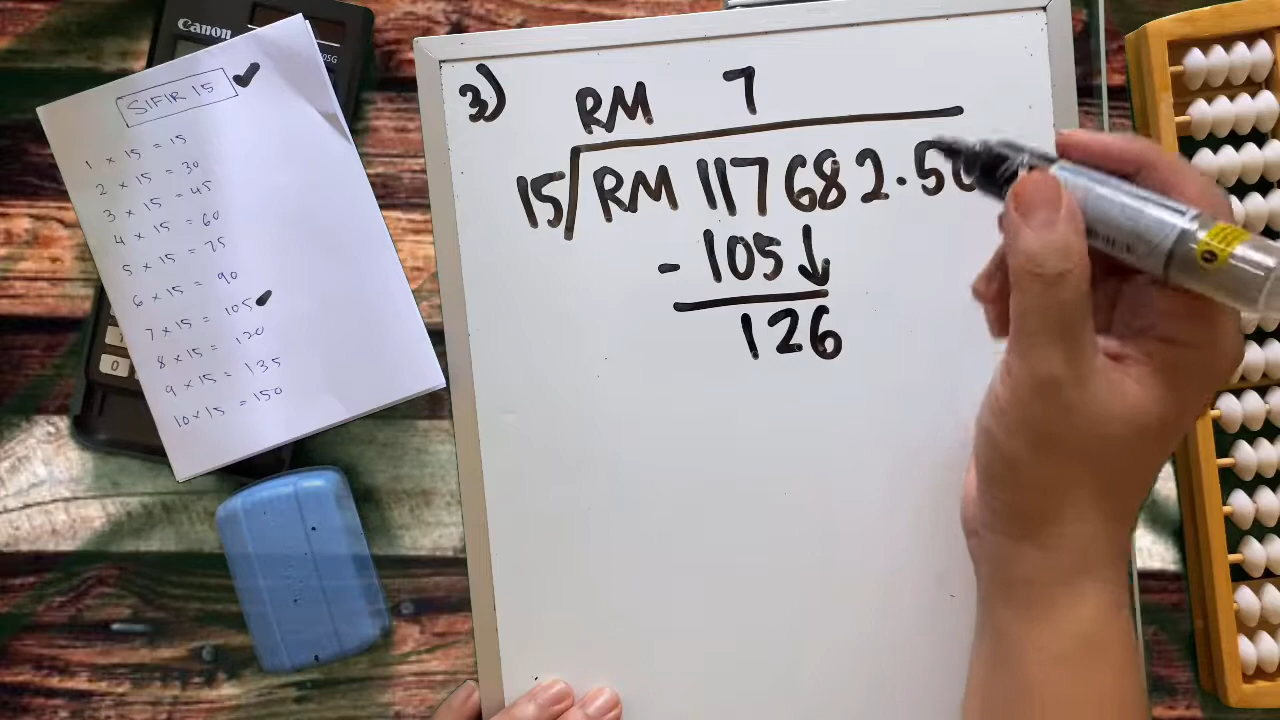 Canon
SIFIR 15 ✓
1 × 15 = 15
2 × 15 = 30
3 × 15 = 45
4 × 15 = 60
5 × 15 = 75
6 × 15 = 90
7 × 15 = 105 ✓
8 × 15 = 120
9 × 15 = 135
10 × 15 = 150
0
3)
RM 7
15 RM 117682.50
- 105 ↓
126